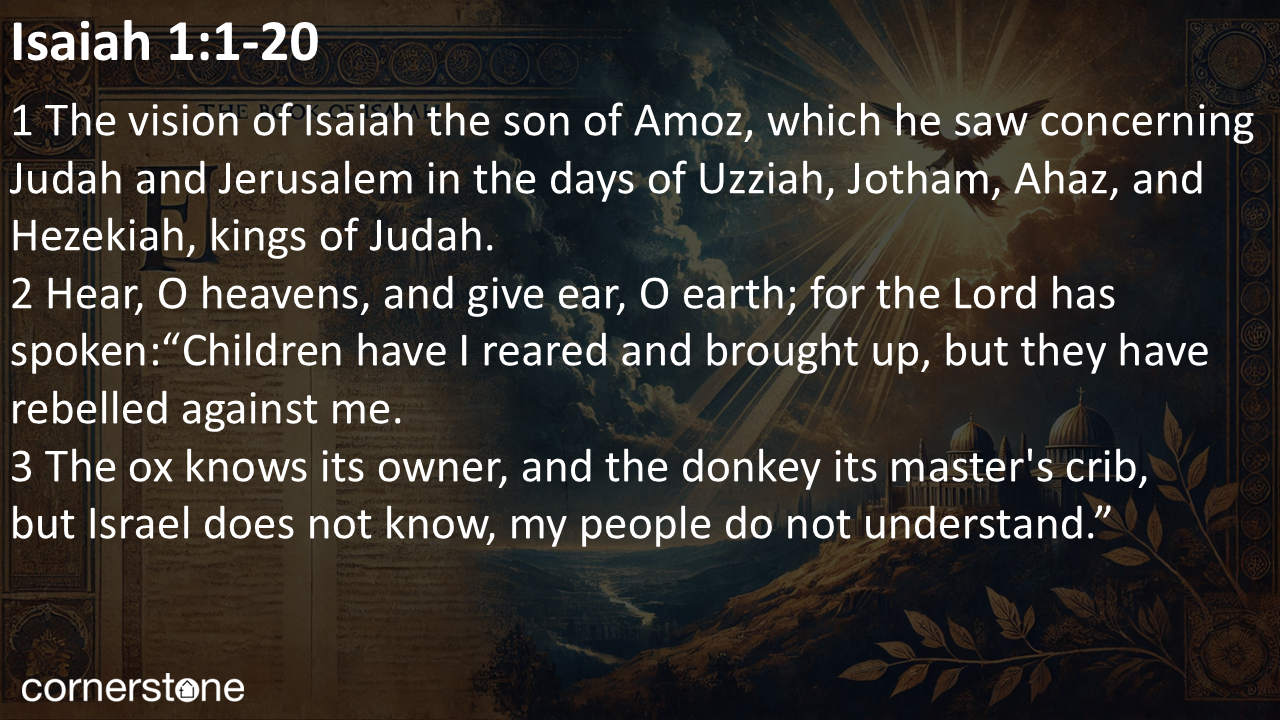 Isaiah 1:1-20
THE BOOK OF ISAIAH
1 The vision of Isaiah the son of Amoz, which he saw concerning
Judah and Jerusalem in the days of Uzziah, Jotham, Ahaz, and
Hezekiah, kings of Judah.
2 Hear, O heavens, and give ear, O earth; for the Lord has
spoken:“Children have I reared and brought up, but they have
rebelled against me.
3 The ox knows its owner, and the donkey its master's crib,
but Israel does not know, my people do not understand.”
cornerstone